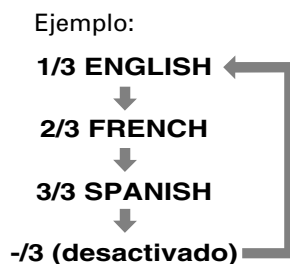 Ejemplo:
1/3 ENGLISH
2/3 FRENCH
3/3 SPANISH
-/3 (desactivado)